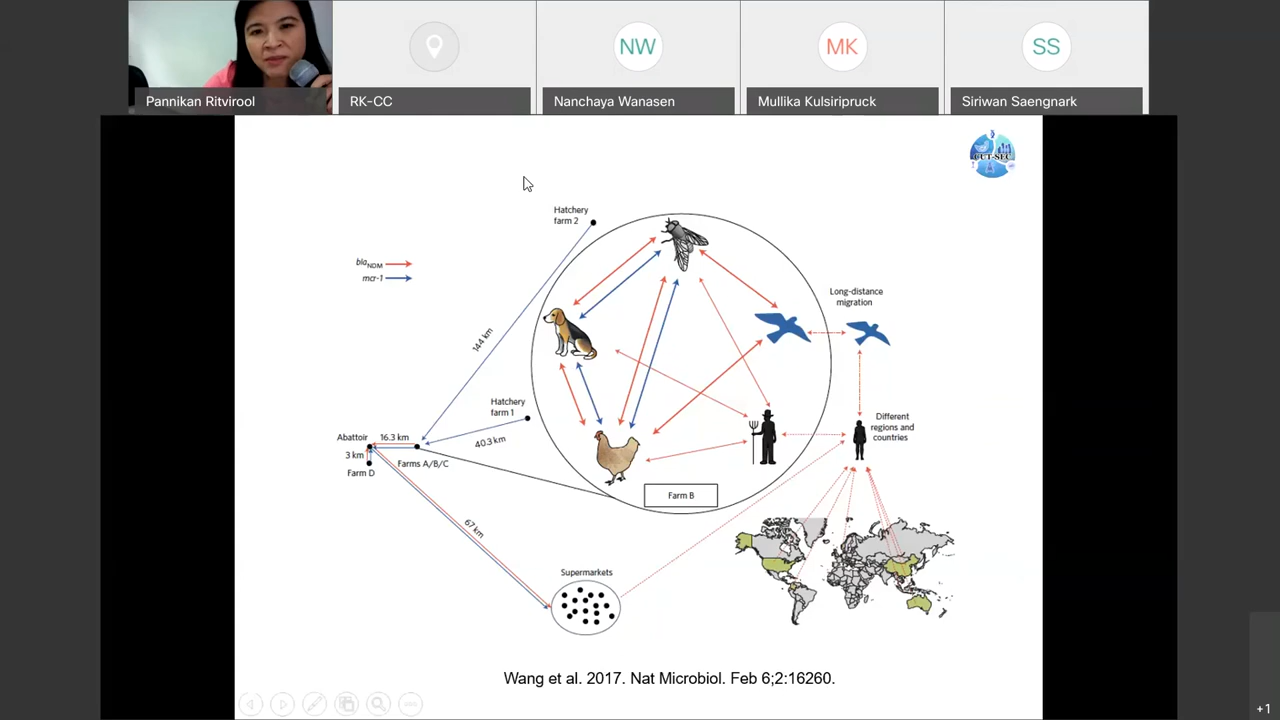 Pannikan Ritvirool
RK-CC
NW
Nanchaya Wanasen
MK
Mullika Kulsiripruck
SS
Siriwan Saengnark
CUT-SEC
Hatchery
farm 2
blaNDM
mcr-1
Long-distance
migration
144 km
Hatchery
farm 1
Different
regions and
countries
Abattoir
16.3 km
40.3 km
3 km
Farms A/B/C
Farm D
Farm B
67 km
Supermarkets
Wang et al. 2017. Nat Microbiol. Feb 6;2:16260.
+1